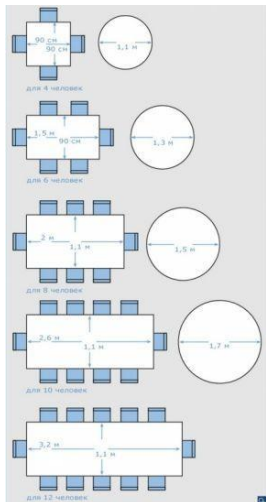 90 см
90 см
1,1 м
для 4 человек
1,5 м
90 см
1,3 м
для 6 человек
2 м
1,1 м
1,5 м
для 8 человек
2,6 м
1,1 м
1,7 м
для 10 человек
3,2 м
1,1 м
для 12 человек